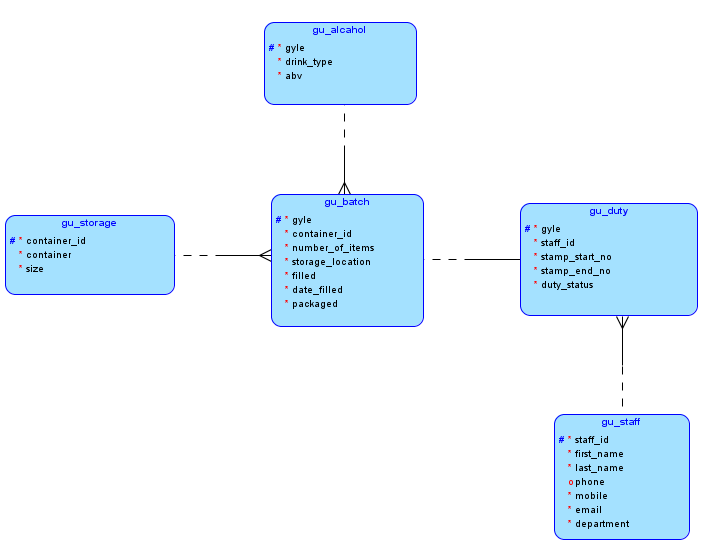 gu_alcahol
# * gyle
* drink_type
* abv
gu_storage
# * container_id
* container
* size
gu_batch
# * gyle
* container_id
* number_of_items
* storage_location
* filled
* date_filled
* packaged
gu_duty
# * gyle
* staff_id
* stamp_start_no
* stamp_end_no
* duty_status
gu_staff
# * staff_id
* first_name
* last_name
o phone
* mobile
* email
* department